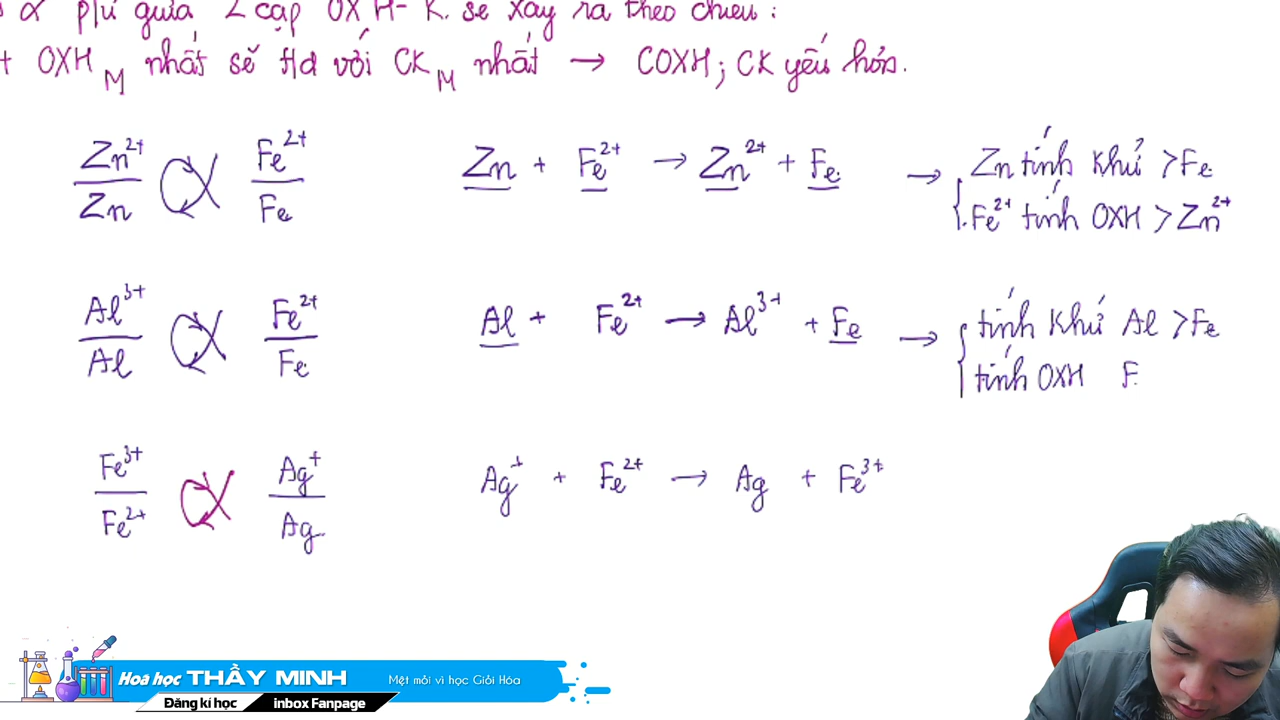 α pứ giữa 2 cặp OXH-K. sẽ xảy ra theo chiều:
+ OXH M nhất sẽ td với CK M nhất → COXH; CK yếu hơn.
Zn²⁺ α Fe²⁺ Zn + Fe²⁺ → Zn²⁺ + Fe → Zn tính khử > Fe
Zn Fe Fe²⁺ tính OXH > Zn²⁺
Al³⁺ α Fe²⁺ Al + Fe²⁺ → Al³⁺ + Fe → tính khử Al > Fe
Al Fe tính OXH F
Fe³⁺ α Ag⁺ Ag⁺ + Fe²⁺ → Ag + Fe³⁺
Fe²⁺ Ag
Hoá học THẦY MINH Mệt mỏi vì học Giỏi Hóa
Đăng kí học inbox Fanpage